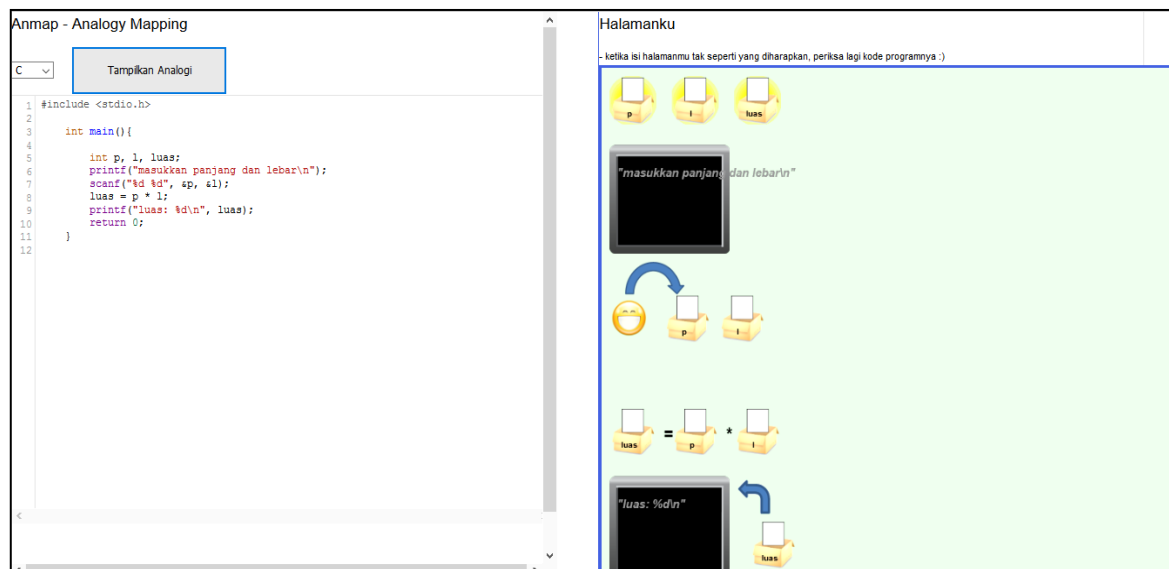 Anmap - Analogy Mapping
C
Tampilkan Analogi
1 #include <stdio.h>
2
3 int main(){
4
5 int p, l, luas;
6 printf("masukkan panjang dan lebar\n");
7 scanf("%d %d", &p, &l);
8 luas = p * l;
9 printf("luas: %d\n", luas);
10 return 0;
11 }
12
Halamanku
- ketika isi halamanmu tak seperti yang diharapkan, periksa lagi kode programnya :)
p l luas
"masukkan panjang dan lebar\n"
p l
luas = p * l
"luas: %d\n"
luas